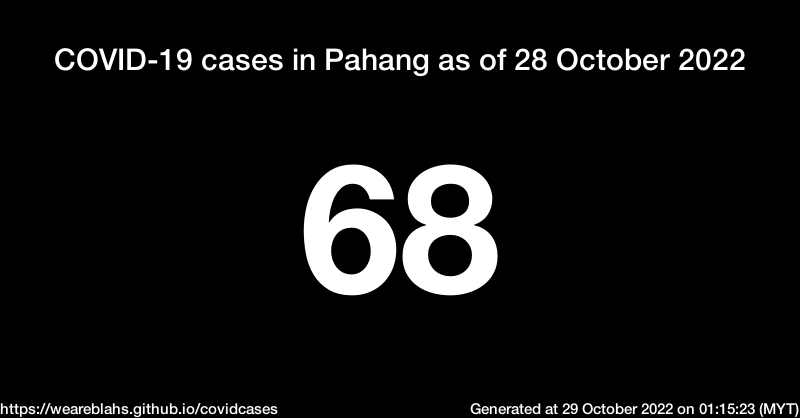 COVID-19 cases in Pahang as of 28 October 2022
68
https://weareblahs.github.io/covidcases
Generated at 29 October 2022 on 01:15:23 (MYT)